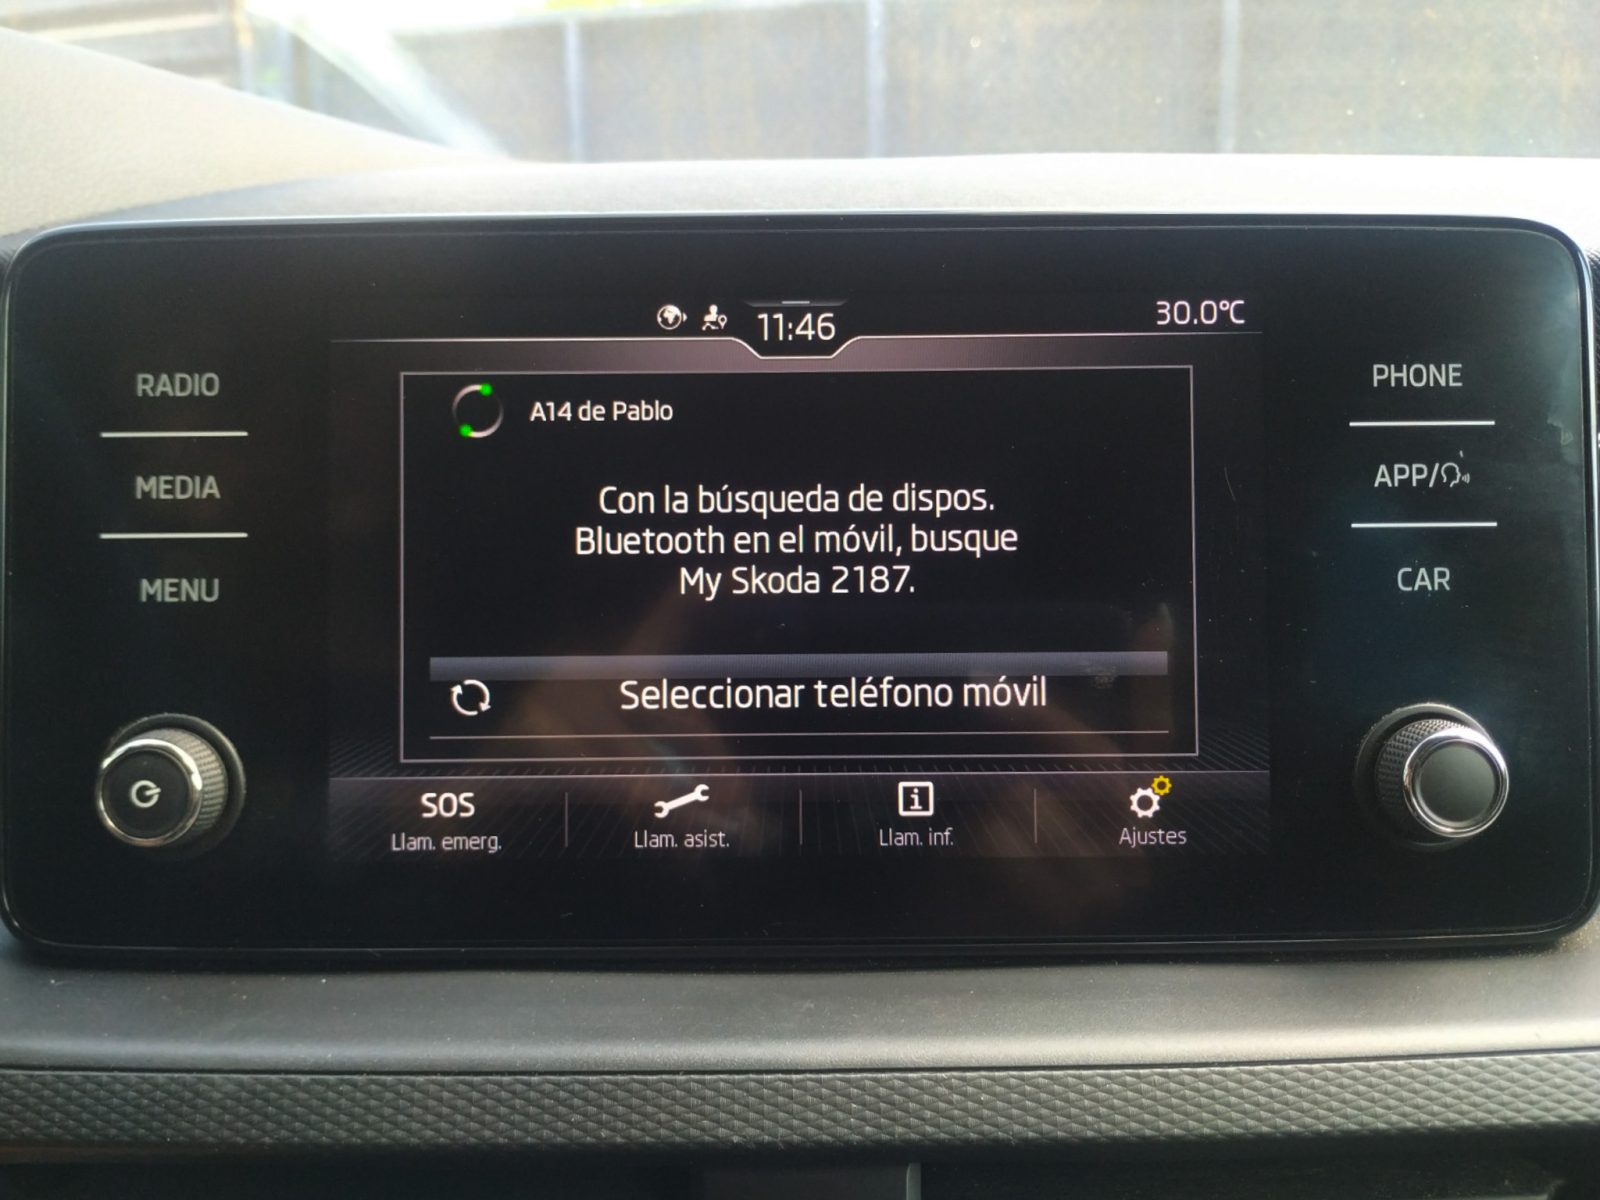 11:46
30.0°C
RADIO
MEDIA
MENU
A14 de Pablo
Con la búsqueda de dispos.
Bluetooth en el móvil, busque
My Skoda 2187.
Seleccionar teléfono móvil
SOS
Llam. emerg.
Llam. asist.
i
Llam. inf.
Ajustes
PHONE
APP/
CAR